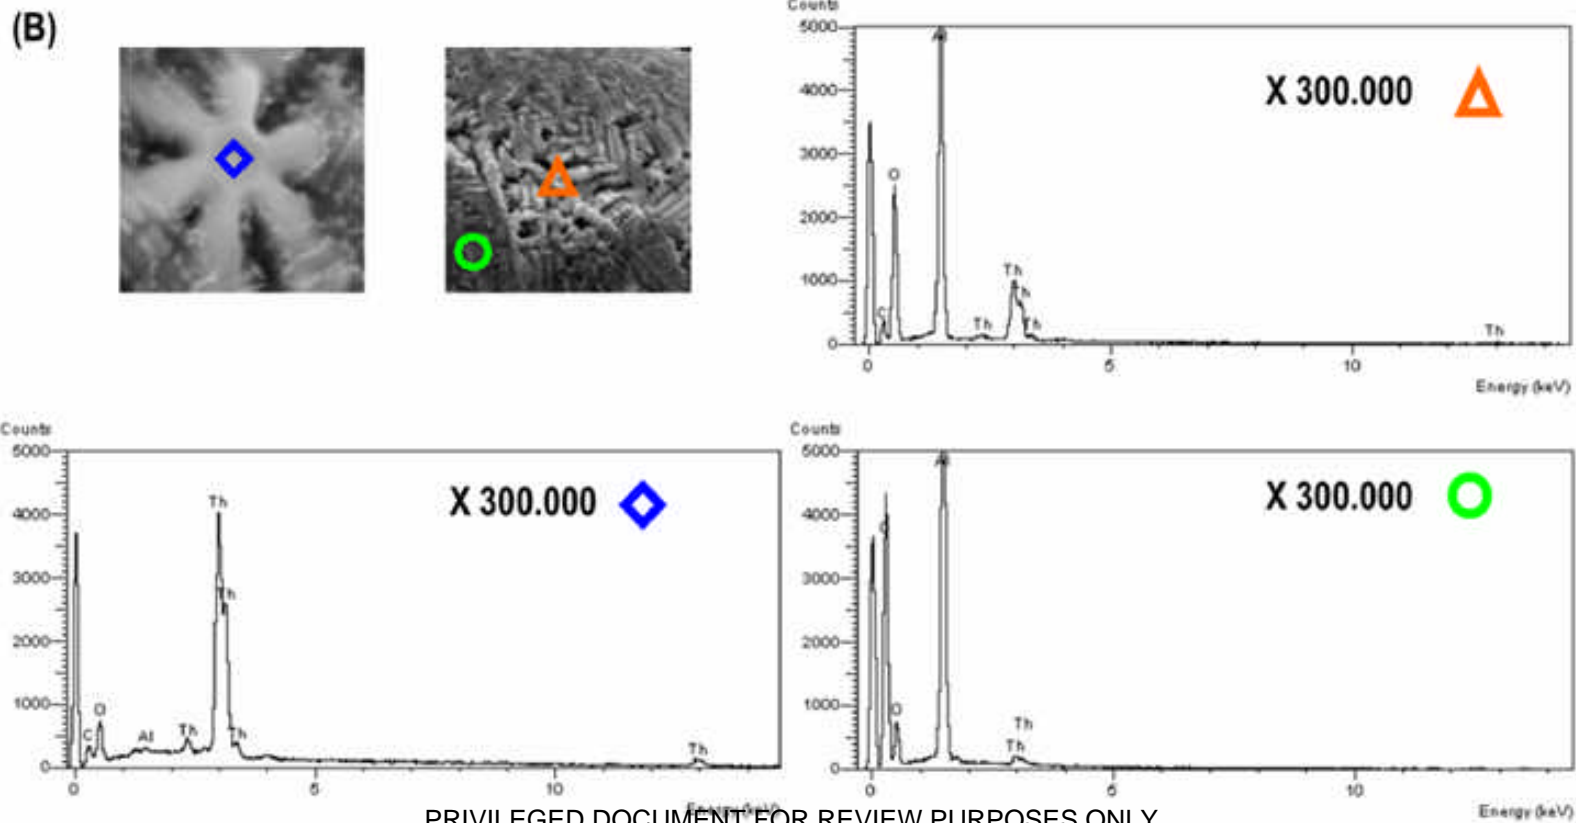 (B)
Counts
5000
4000
3000
2000
1000
0
Al
O
C
Th
Th
Th
Th
Th
X 300.000
0
5
10
Energy (keV)
Counts
5000
4000
3000
2000
1000
0
C
O
Al
Th
Th
Th
Th
Th
X 300.000
0
5
10
Energy (keV)
Counts
5000
4000
3000
2000
1000
0
C
O
Al
Th
Th
X 300.000
0
5
10
Energy (keV)
PRIVILEGED DOCUMENT FOR REVIEW PURPOSES ONLY